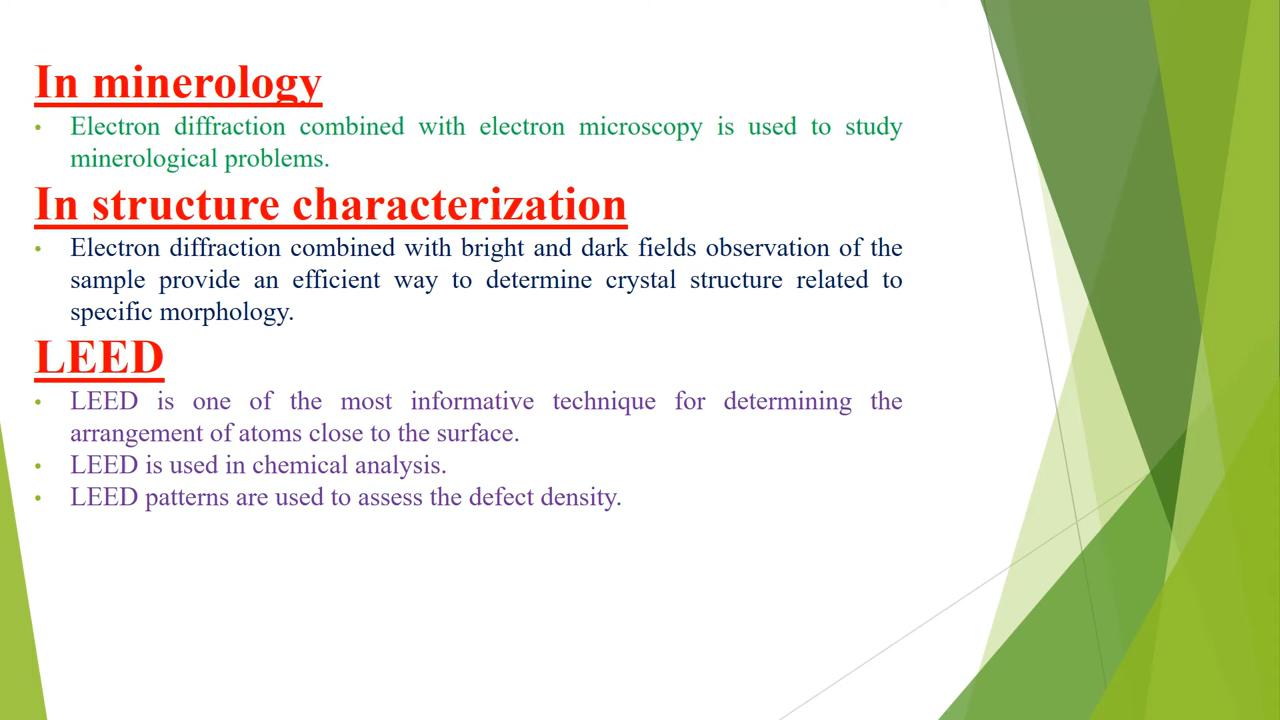 In minerology
• Electron diffraction combined with electron microscopy is used to study
minerological problems.
In structure characterization
• Electron diffraction combined with bright and dark fields observation of the
sample provide an efficient way to determine crystal structure related to
specific morphology.
LEED
• LEED is one of the most informative technique for determining the
arrangement of atoms close to the surface.
• LEED is used in chemical analysis.
• LEED patterns are used to assess the defect density.